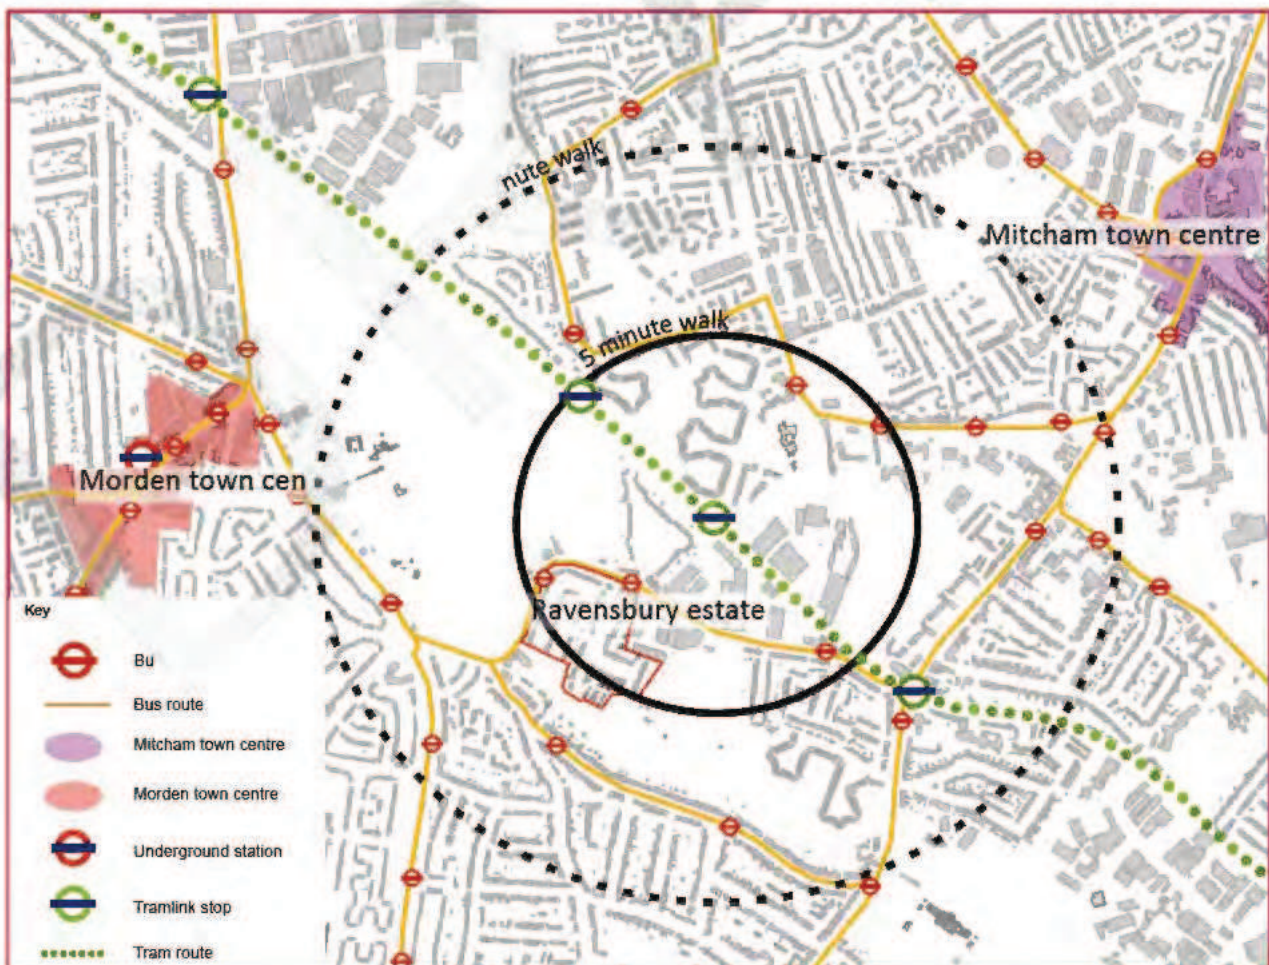 nute walk
Mitcham town centre
5 minute walk
Morden town cen
Ravensbury estate
Key
Bu
Bus route
Mitcham town centre
Morden town centre
Underground station
Tramlink stop
Tram route